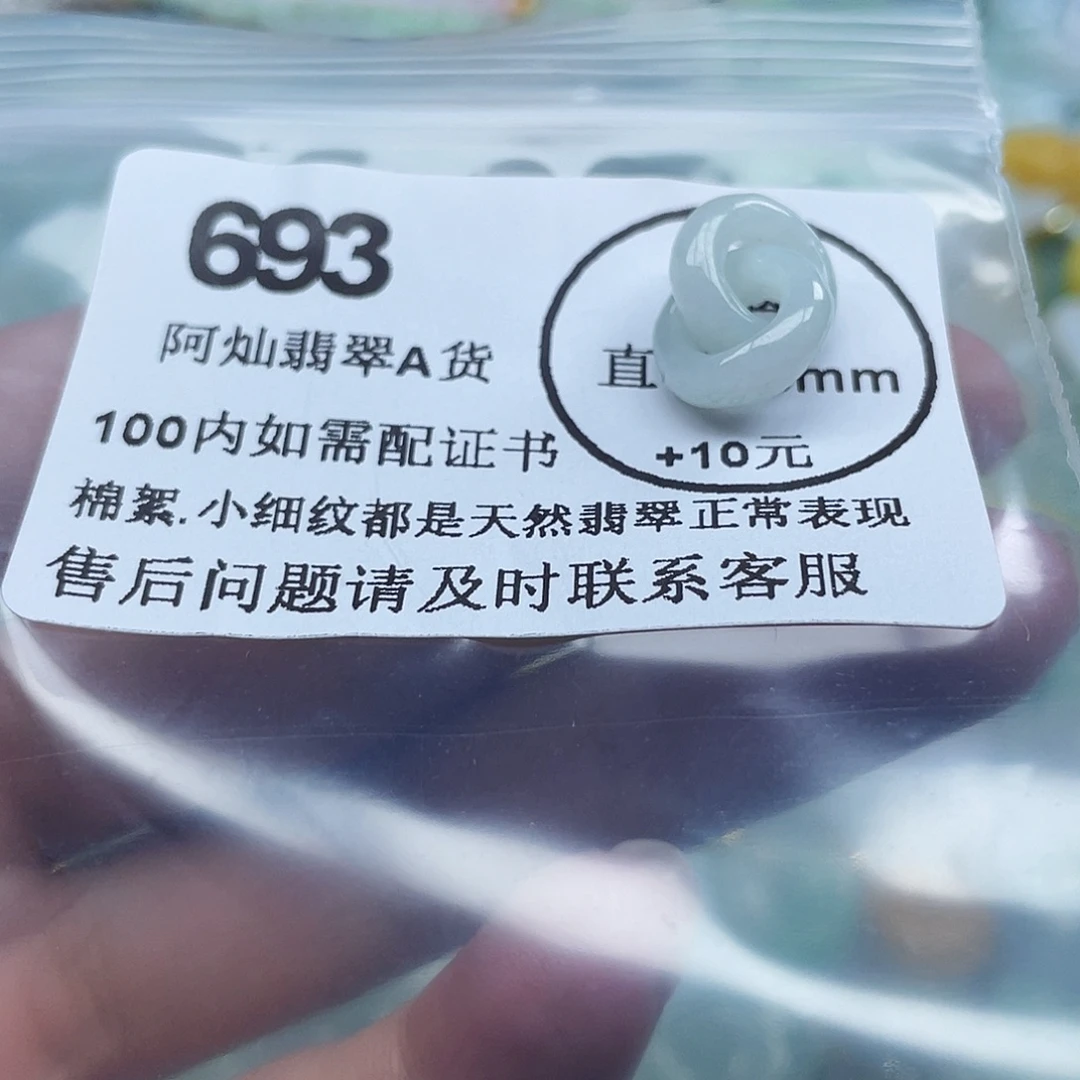 693
阿灿翡翠A货
直 mm
100内如需配证书
+10元
棉絮.小细纹都是天然翡翠正常表现
售后问题请及时联系客服